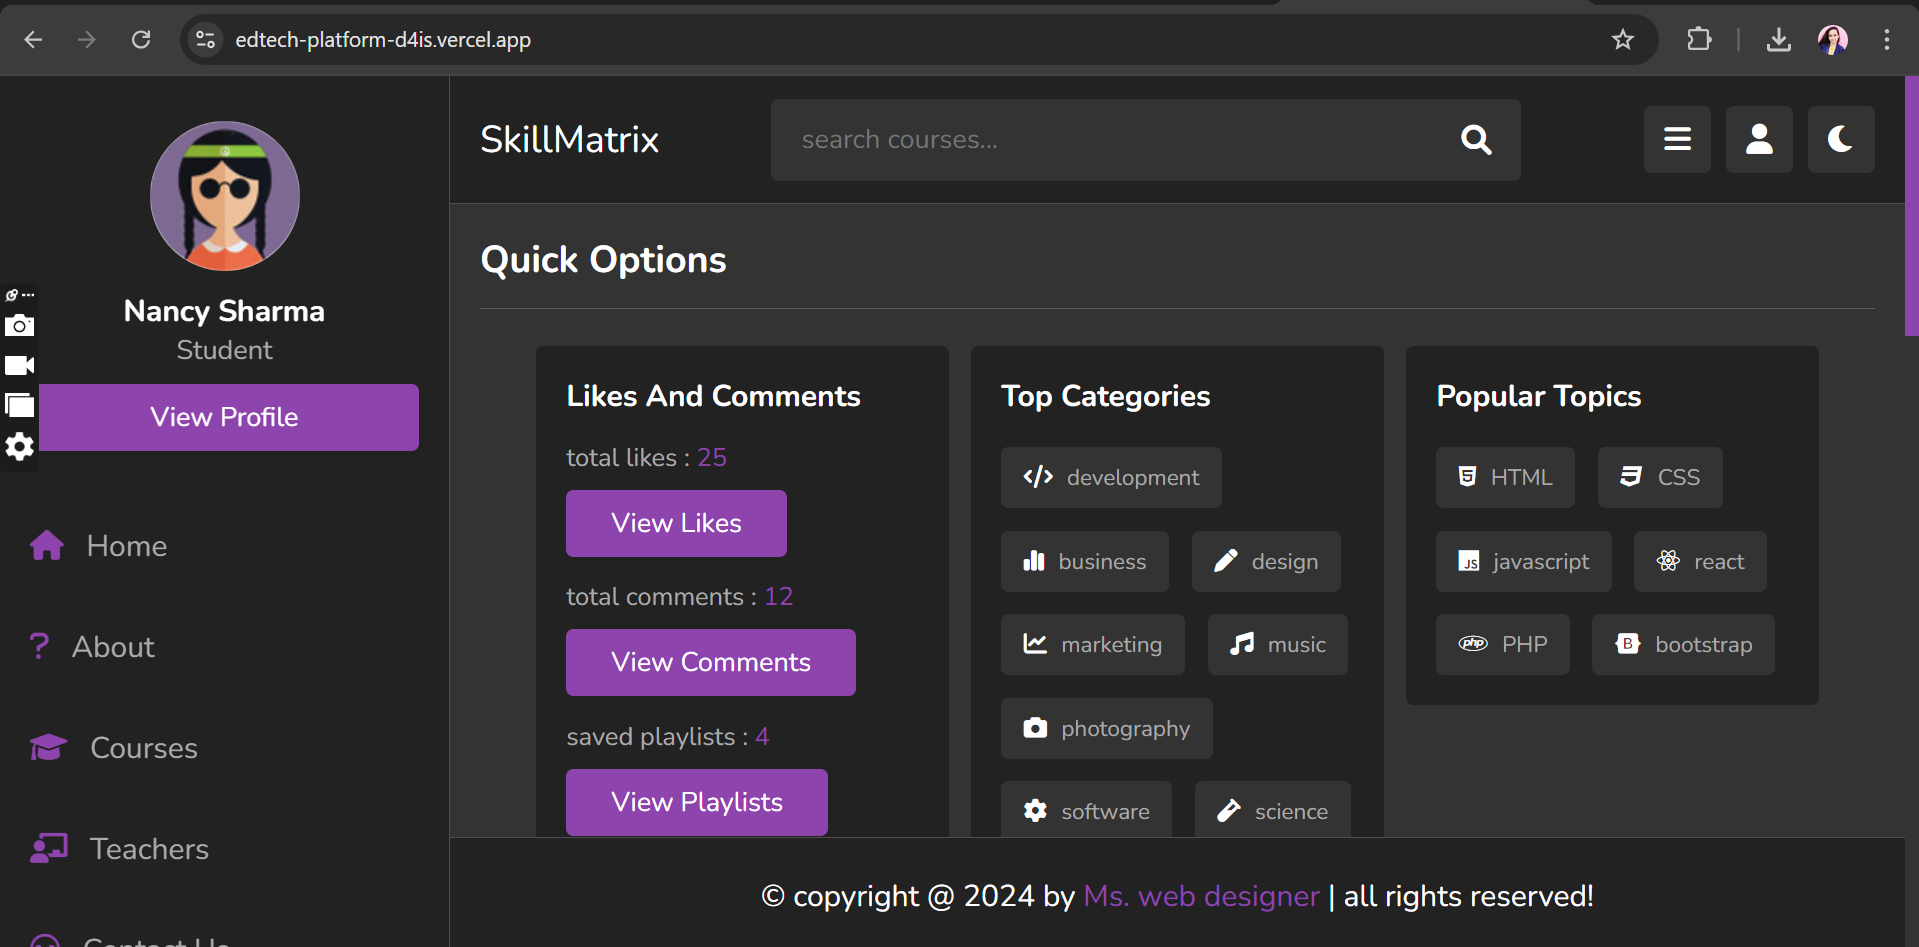 edtech-platform-d4is.vercel.app
Nancy Sharma
Student
View Profile
Home
About
Courses
Teachers
Contact Us
SkillMatrix
search courses...
Quick Options
Likes And Comments
total likes : 25
View Likes
total comments : 12
View Comments
saved playlists : 4
View Playlists
Top Categories
development
business
design
marketing
music
photography
software
science
Popular Topics
HTML
CSS
JS javascript
react
php PHP
B bootstrap
© copyright @ 2024 by Ms. web designer | all rights reserved!